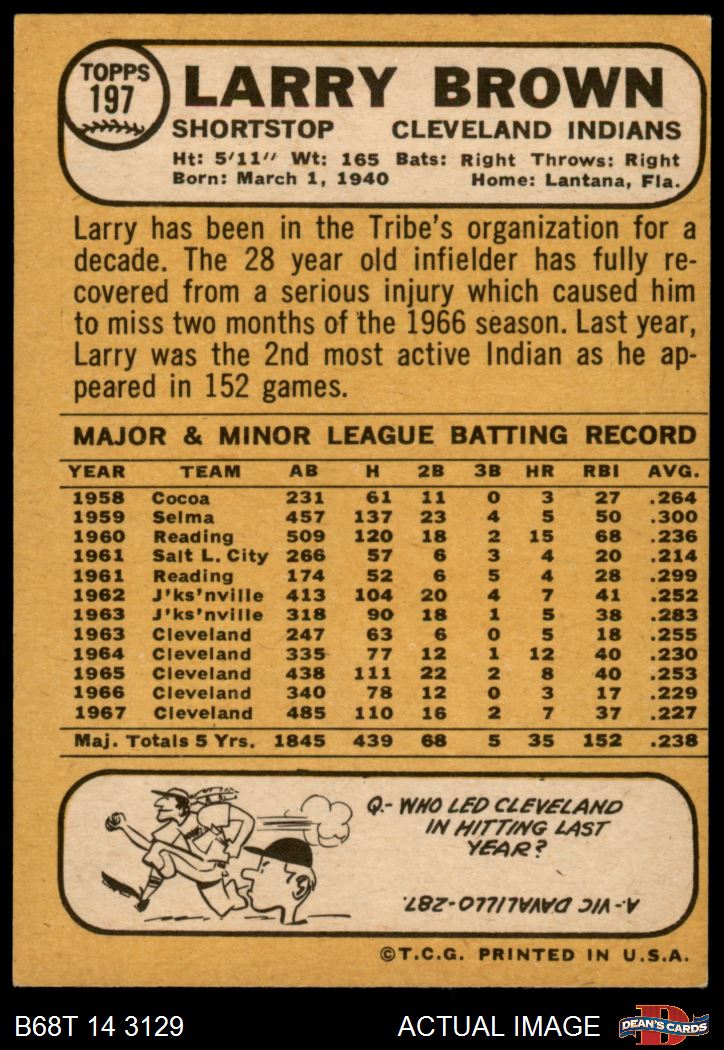 TOPPS
197
LARRY BROWN
SHORTSTOP CLEVELAND INDIANS
Ht: 5'11" Wt: 165 Bats: Right Throws: Right
Born: March 1, 1940 Home: Lantana, Fla.
Larry has been in the Tribe's organization for a
decade. The 28 year old infielder has fully re-
covered from a serious injury which caused him
to miss two months of the 1966 season. Last year,
Larry was the 2nd most active Indian as he ap-
peared in 152 games.
MAJOR & MINOR LEAGUE BATTING RECORD
YEAR TEAM AB H 2B 3B HR RBI AVG.
1958 Cocoa 231 61 11 0 3 27 .264
1959 Selma 457 137 23 4 5 50 .300
1960 Reading 509 120 18 2 15 68 .236
1961 Salt L. City 266 57 6 3 4 20 .214
1961 Reading 174 52 6 5 4 28 .299
1962 J'ks'nville 413 104 20 4 7 41 .252
1963 J'ks'nville 318 90 18 1 5 38 .283
1963 Cleveland 247 63 6 0 5 18 .255
1964 Cleveland 335 77 12 1 12 40 .230
1965 Cleveland 438 111 22 2 8 40 .253
1966 Cleveland 340 78 12 0 3 17 .229
1967 Cleveland 485 110 16 2 7 37 .227
Maj. Totals 5 Yrs. 1845 439 68 5 35 152 .238
Q.- WHO LED CLEVELAND
IN HITTING LAST
YEAR?
A.- VIC DAVALILLO-287.
©T.C.G. PRINTED IN U.S.A.
B68T 14 3129 ACTUAL IMAGE
D
DEAN'S CARDS